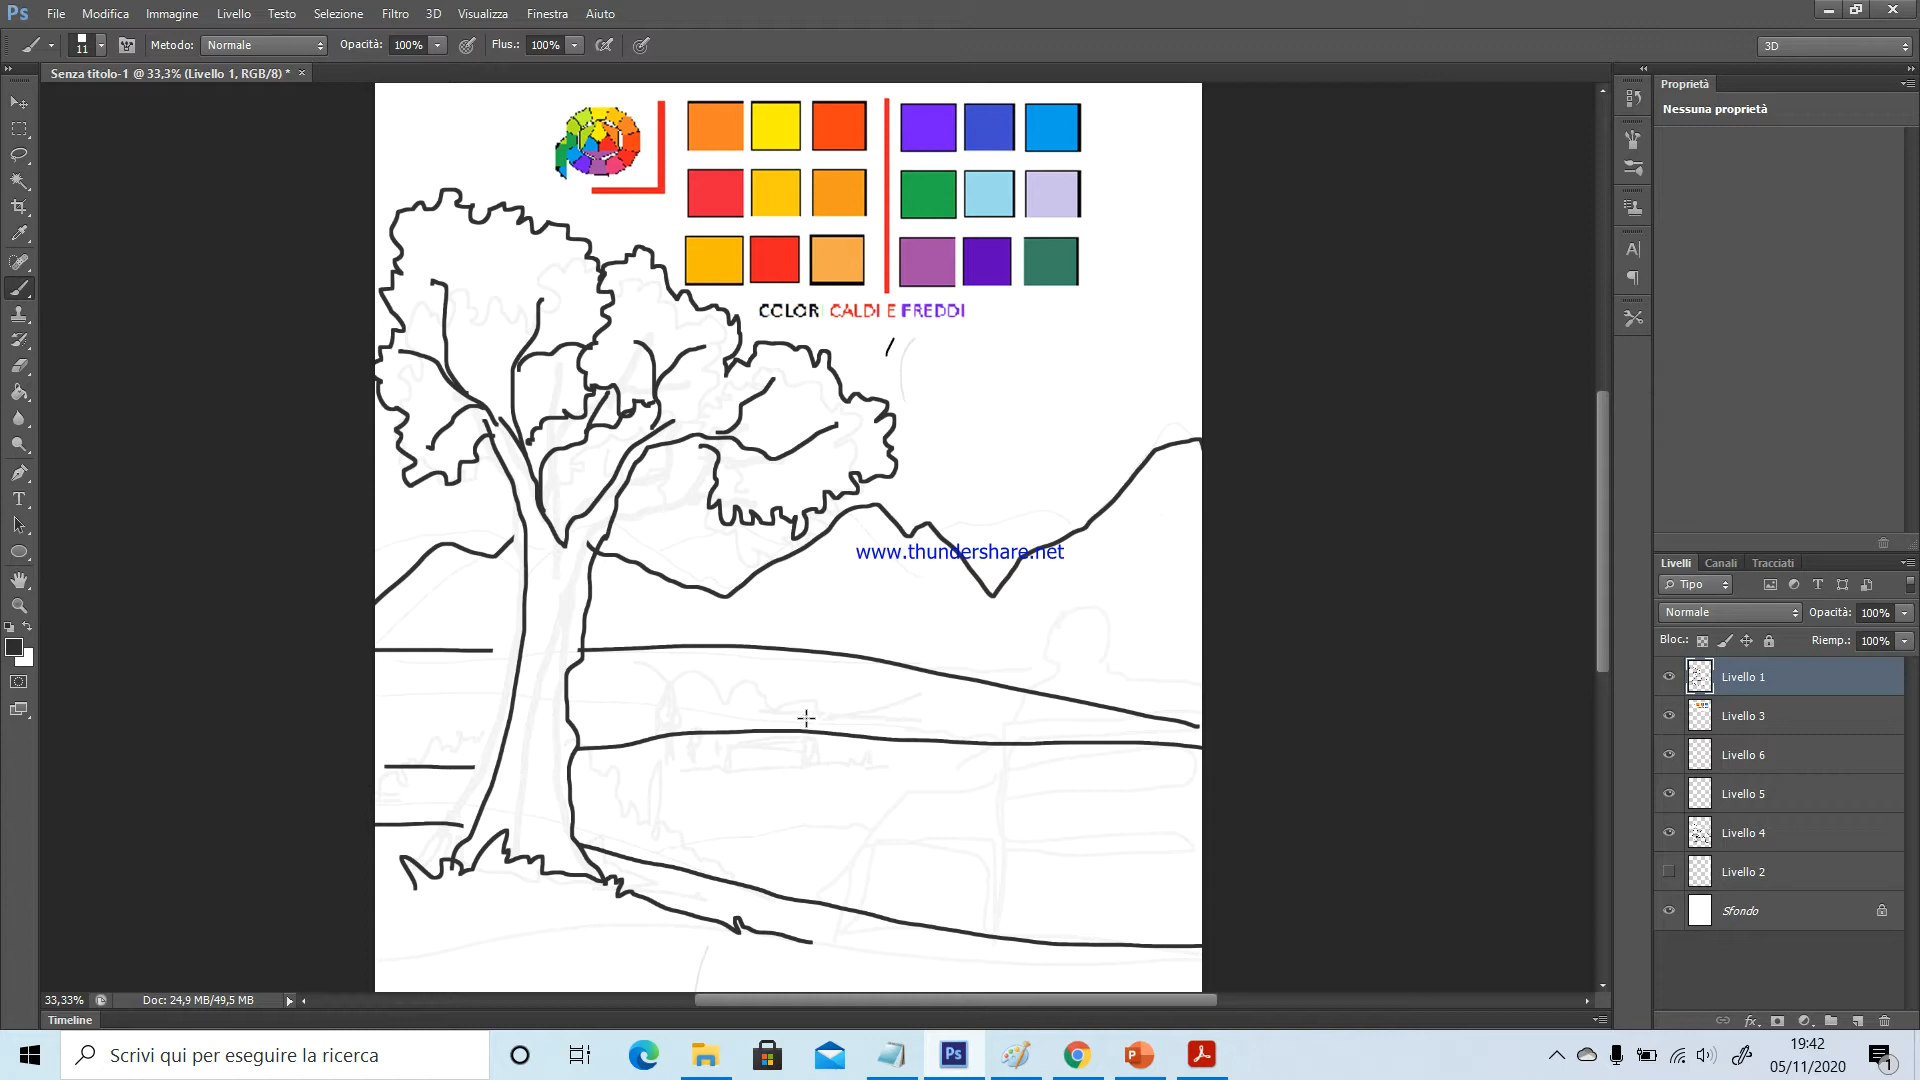 Ps File Modifica Immagine Livello Testo Selezione Filtro 3D Visualizza Finestra Aiuto
11 Metodo: Normale Opacità: 100% Flus.: 100% 3D
Senza titolo-1 @ 33,3% (Livello 1, RGB/8) * ×
Proprietà
Nessuna proprietà
COLORI CALDI E FREDDI
www.thundershare.net
Livelli Canali Tracciati
Tipo
Normale Opacità: 100%
Bloc.: Riemp.: 100%
Livello 1
Livello 3
Livello 6
Livello 5
Livello 4
Livello 2
Sfondo
33,33% Doc: 24,9 MB/49,5 MB
Timeline
Scrivi qui per eseguire la ricerca
Ps
19:42
05/11/2020
1